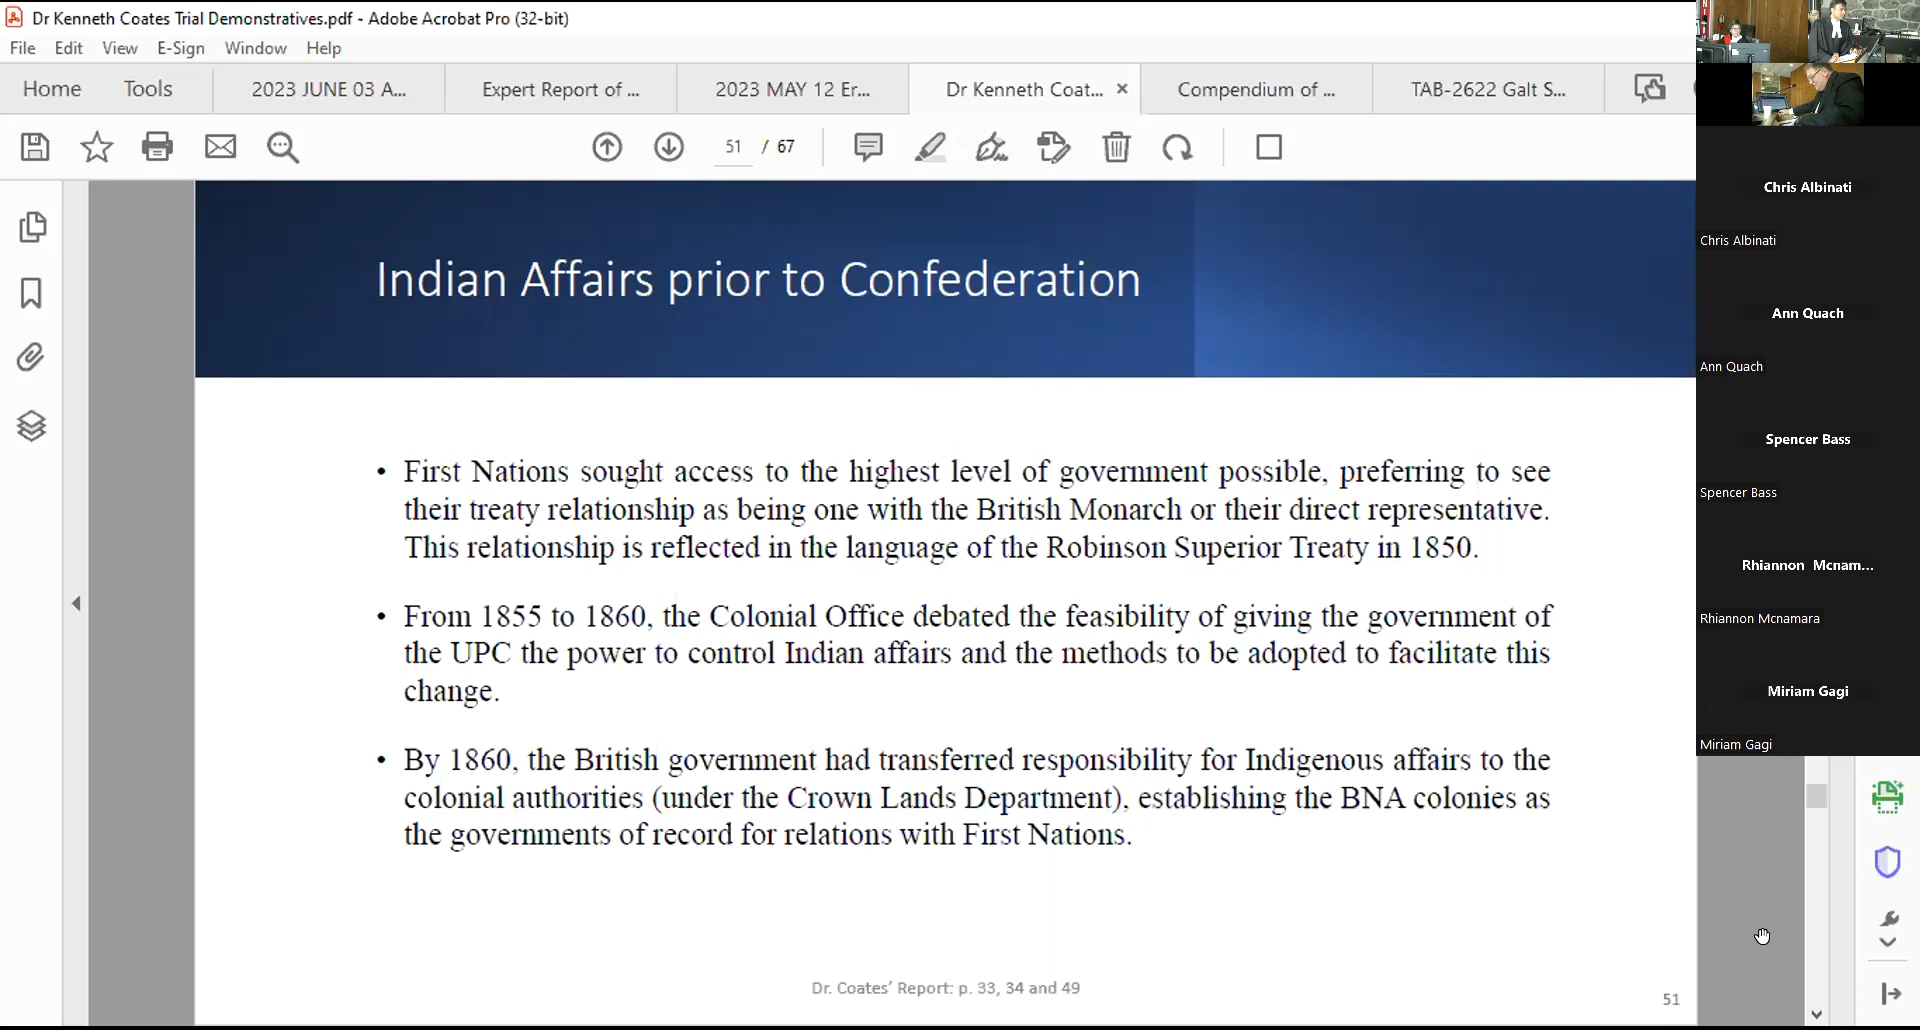 Dr Kenneth Coates Trial Demonstratives.pdf - Adobe Acrobat Pro (32-bit)
File Edit View E-Sign Window Help
Home Tools 2023 JUNE 03 A... Expert Report of ... 2023 MAY 12 Er... Dr Kenneth Coat... × Compendium of ... TAB-2622 Galt S...
51 / 67
Indian Affairs prior to Confederation
• First Nations sought access to the highest level of government possible, preferring to see
their treaty relationship as being one with the British Monarch or their direct representative.
This relationship is reflected in the language of the Robinson Superior Treaty in 1850.
• From 1855 to 1860, the Colonial Office debated the feasibility of giving the government of
the UPC the power to control Indian affairs and the methods to be adopted to facilitate this
change.
• By 1860, the British government had transferred responsibility for Indigenous affairs to the
colonial authorities (under the Crown Lands Department), establishing the BNA colonies as
the governments of record for relations with First Nations.
Dr. Coates' Report: p. 33, 34 and 49
51
Chris Albinati
Chris Albinati
Ann Quach
Ann Quach
Spencer Bass
Spencer Bass
Rhiannon Mcnam...
Rhiannon Mcnamara
Miriam Gagi
Miriam Gagi